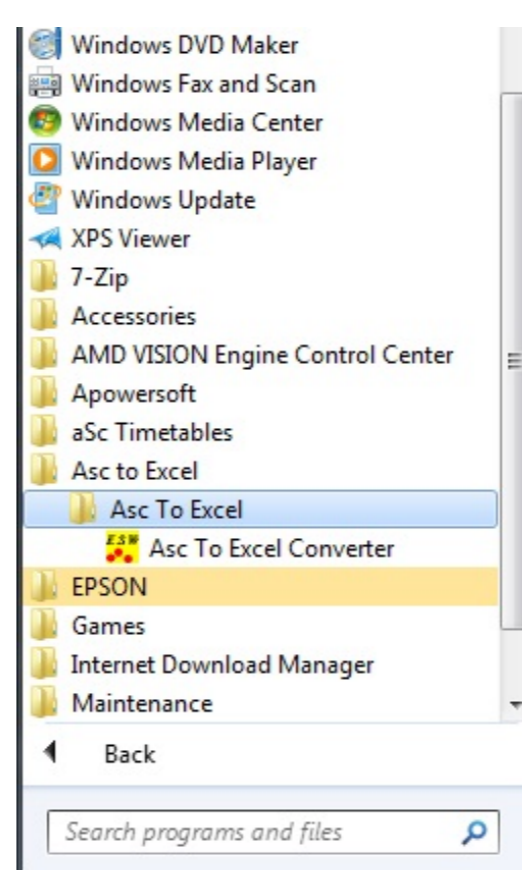 Windows DVD Maker
Windows Fax and Scan
Windows Media Center
Windows Media Player
Windows Update
XPS Viewer
7-Zip
Accessories
AMD VISION Engine Control Center
Apowersoft
aSc Timetables
Asc to Excel
Asc To Excel
ESW
Asc To Excel Converter
EPSON
Games
Internet Download Manager
Maintenance
Back
Search programs and files